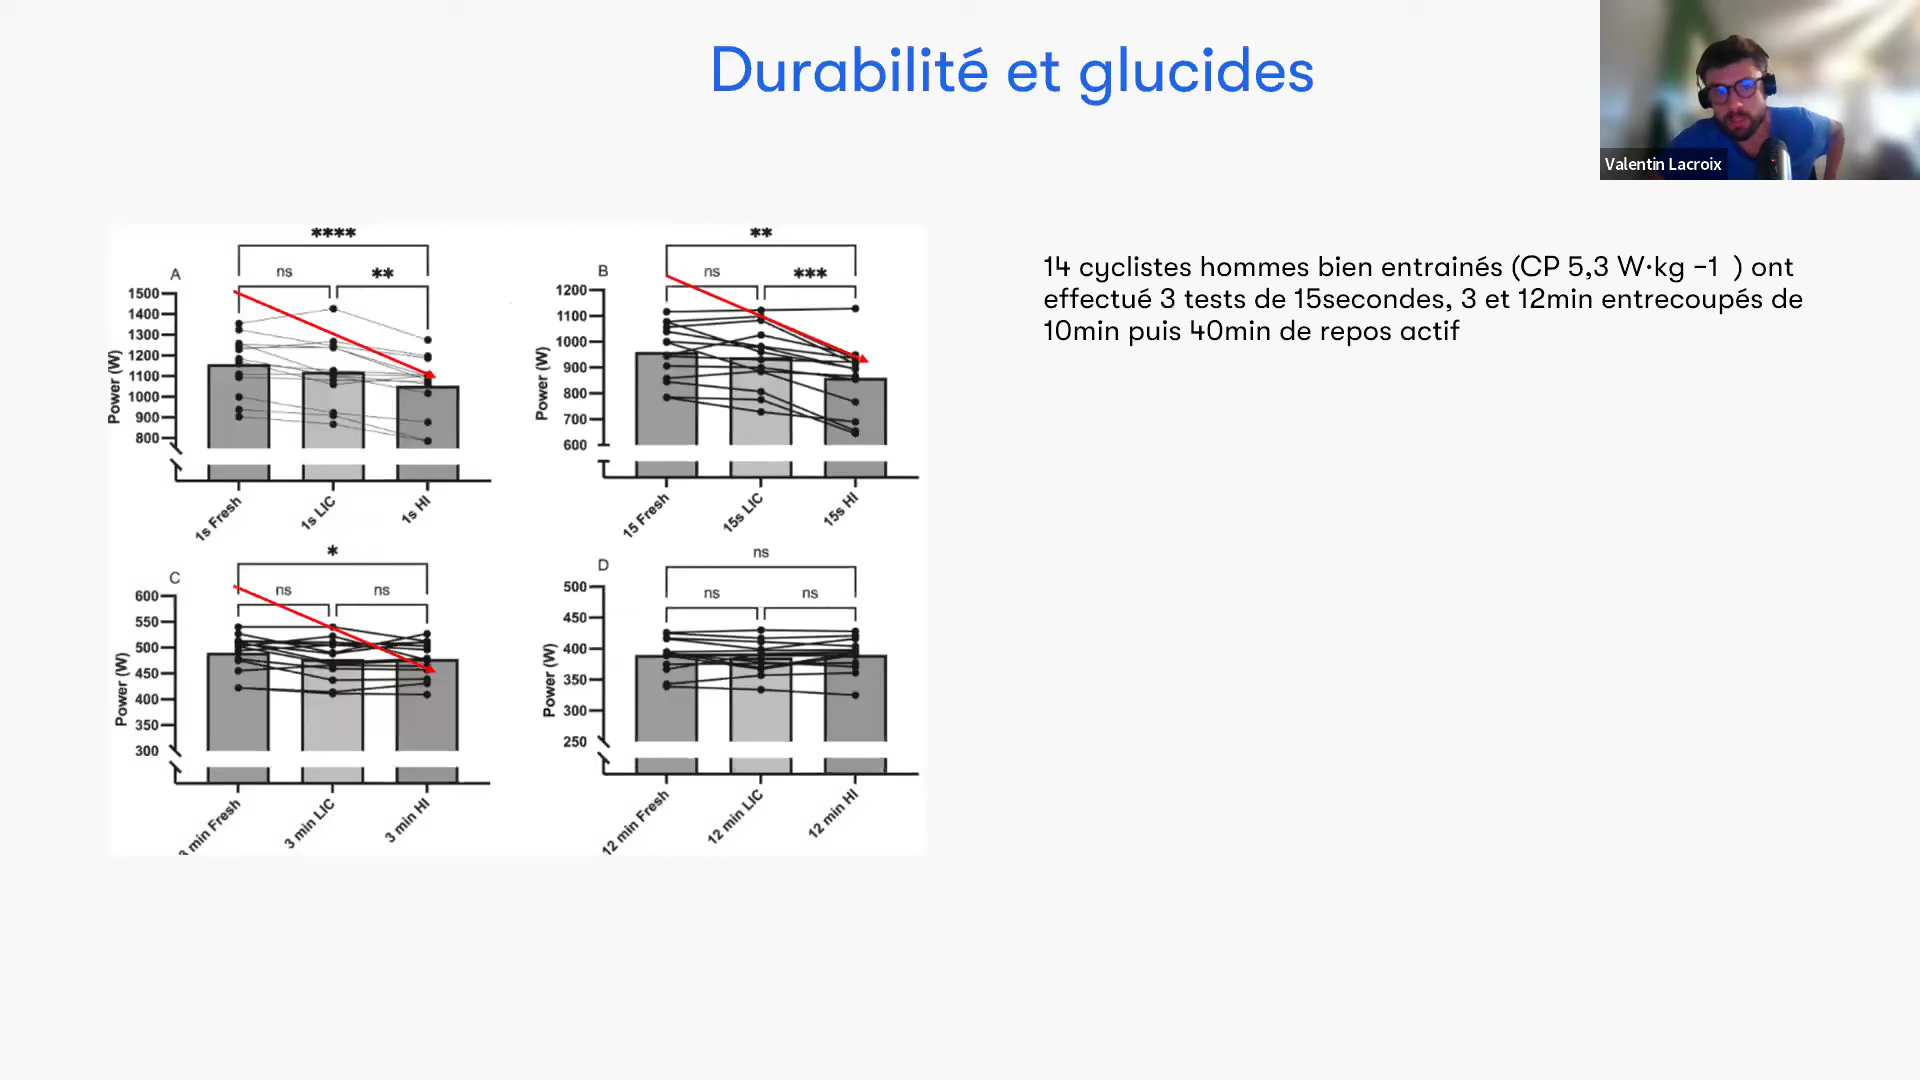 Durabilité et glucides
Valentin Lacroix
14 cyclistes hommes bien entrainés (CP 5,3 W·kg −1 ) ont
effectué 3 tests de 15secondes, 3 et 12min entrecoupés de
10min puis 40min de repos actif
A
****
ns
**
Power (W)
1500
1400
1300
1200
1100
1000
900
800
1s Fresh
1s LIC
1s HI
B
**
ns
***
Power (W)
1200
1100
1000
900
800
700
600
15 Fresh
15s LIC
15s HI
C
*
ns
ns
Power (W)
600
550
500
450
400
350
300
3 min Fresh
3 min LIC
3 min HI
D
ns
ns
ns
Power (W)
500
450
400
350
300
250
12 min Fresh
12 min LIC
12 min HI